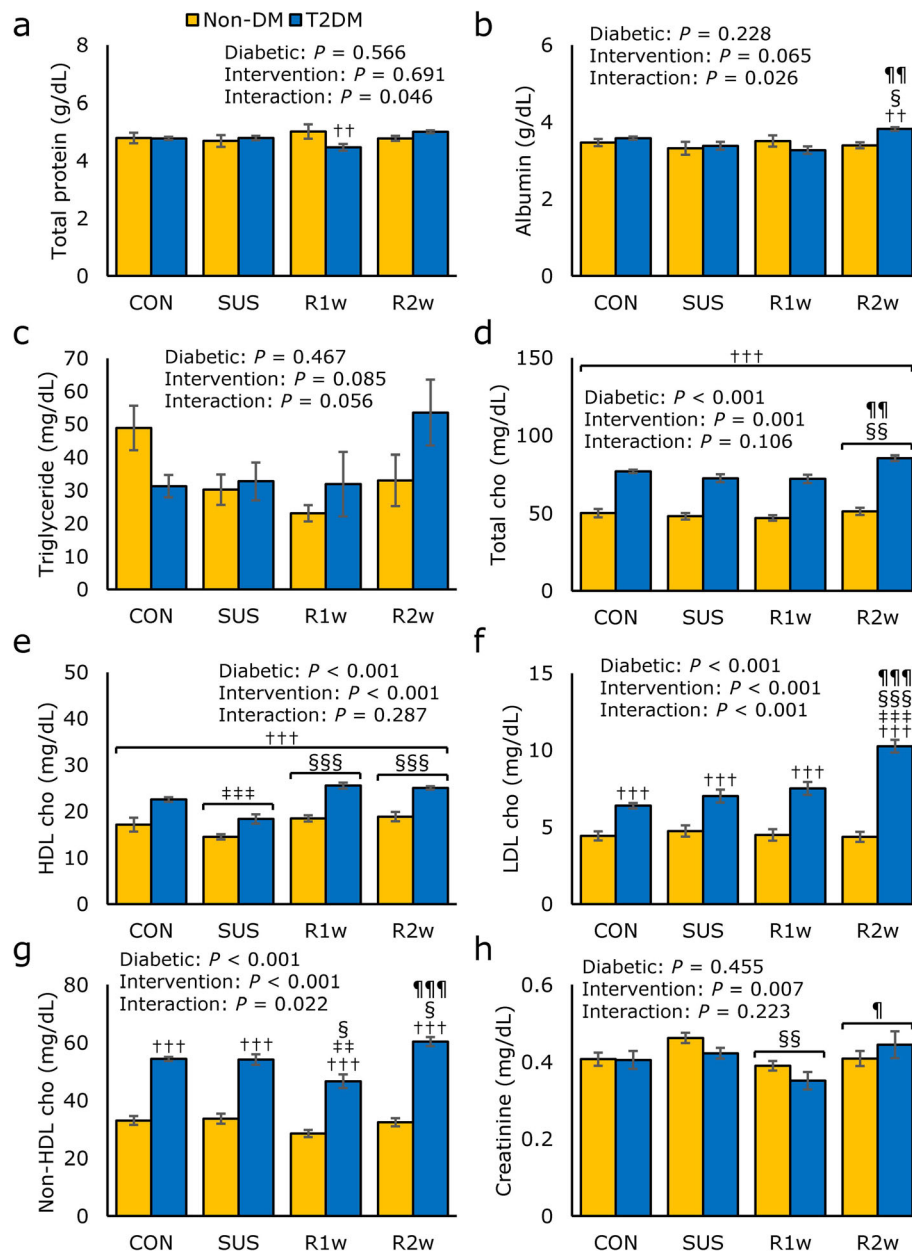 a
Non-DM T2DM
Diabetic: P = 0.566
Intervention: P = 0.691
Interaction: P = 0.046
Total protein (g/dL)
8
6
4
2
0
††
CON SUS R1w R2w
b
Diabetic: P = 0.228
Intervention: P = 0.065
Interaction: P = 0.026
Albumin (g/dL)
6
4
2
0
¶¶
§
††
CON SUS R1w R2w
c
Diabetic: P = 0.467
Intervention: P = 0.085
Interaction: P = 0.056
Triglyceride (mg/dL)
70
60
50
40
30
20
10
0
CON SUS R1w R2w
d
†††
Diabetic: P < 0.001
Intervention: P = 0.001
Interaction: P = 0.106
Total cho (mg/dL)
150
100
50
0
¶¶
§§
CON SUS R1w R2w
e
Diabetic: P < 0.001
Intervention: P < 0.001
Interaction: P = 0.287
HDL cho (mg/dL)
50
40
30
20
10
0
†††
‡‡‡
§§§ §§§
CON SUS R1w R2w
f
Diabetic: P < 0.001
Intervention: P < 0.001
Interaction: P < 0.001
LDL cho (mg/dL)
15
10
5
0
††† ††† †††
¶¶¶
§§§
‡‡‡
†††
CON SUS R1w R2w
g
Diabetic: P < 0.001
Intervention: P < 0.001
Interaction: P = 0.022
Non-HDL cho (mg/dL)
80
60
40
20
0
††† †††
§
‡‡
†††
¶¶¶
§
†††
CON SUS R1w R2w
h
Diabetic: P = 0.455
Intervention: P = 0.007
Interaction: P = 0.223
Creatinine (mg/dL)
0.6
0.4
0.2
0
§§
¶
CON SUS R1w R2w